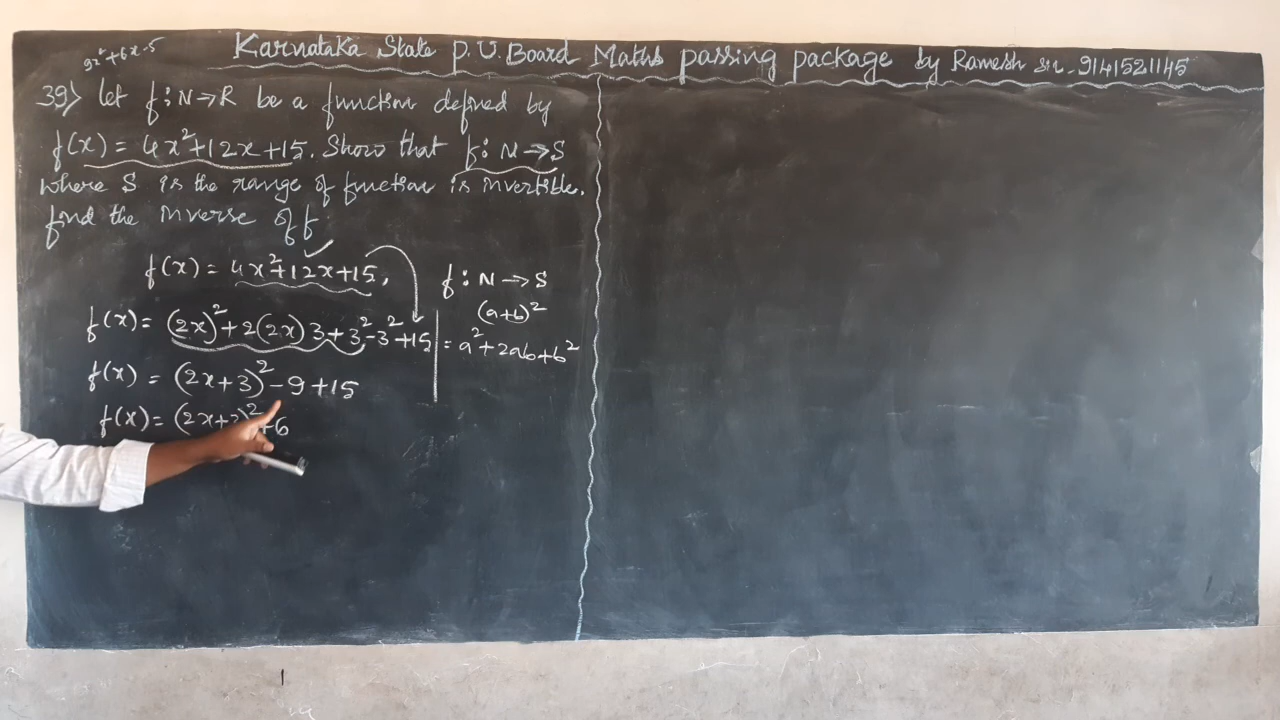 Karnataka State P.U. Board Maths passing package by Ramesh sir - 9141521145
9x²+6x-5
39) Let f: N→R be a function defined by
f(x) = 4x²+12x+15. Show that f: N→S
where S is the range of function is invertible.
find the inverse of f.
f(x) = 4x²+12x+15,
f: N→S
(a+b)²
f(x) = (2x)²+2(2x)3+3²-3²+15
= a²+2ab+b²
f(x) = (2x+3)²-9+15
f(x) = (2x+3)²+6